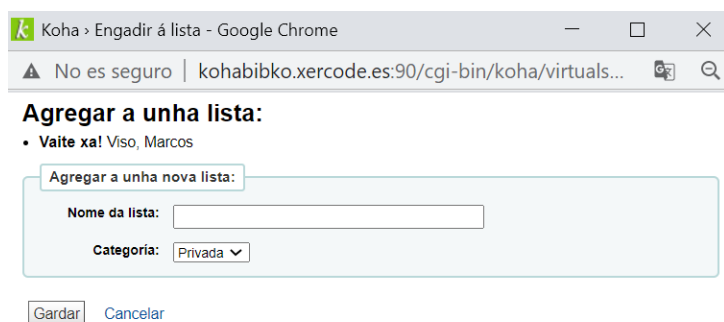 Koha › Engadir á lista - Google Chrome
No es seguro | kohabibko.xercode.es:90/cgi-bin/koha/virtuals...
Agregar a unha lista:
• Vaite xa! Viso, Marcos
Agregar a unha nova lista:
Nome da lista:
Categoría: Privada
Gardar Cancelar